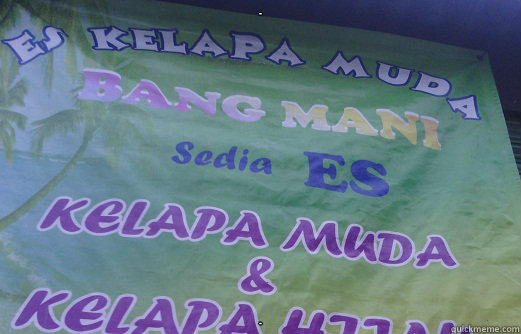 ES KELAPA MUDA
BANG MANI
Sedia ES
KELAPA MUDA
&
KELAPA
quickmeme.com